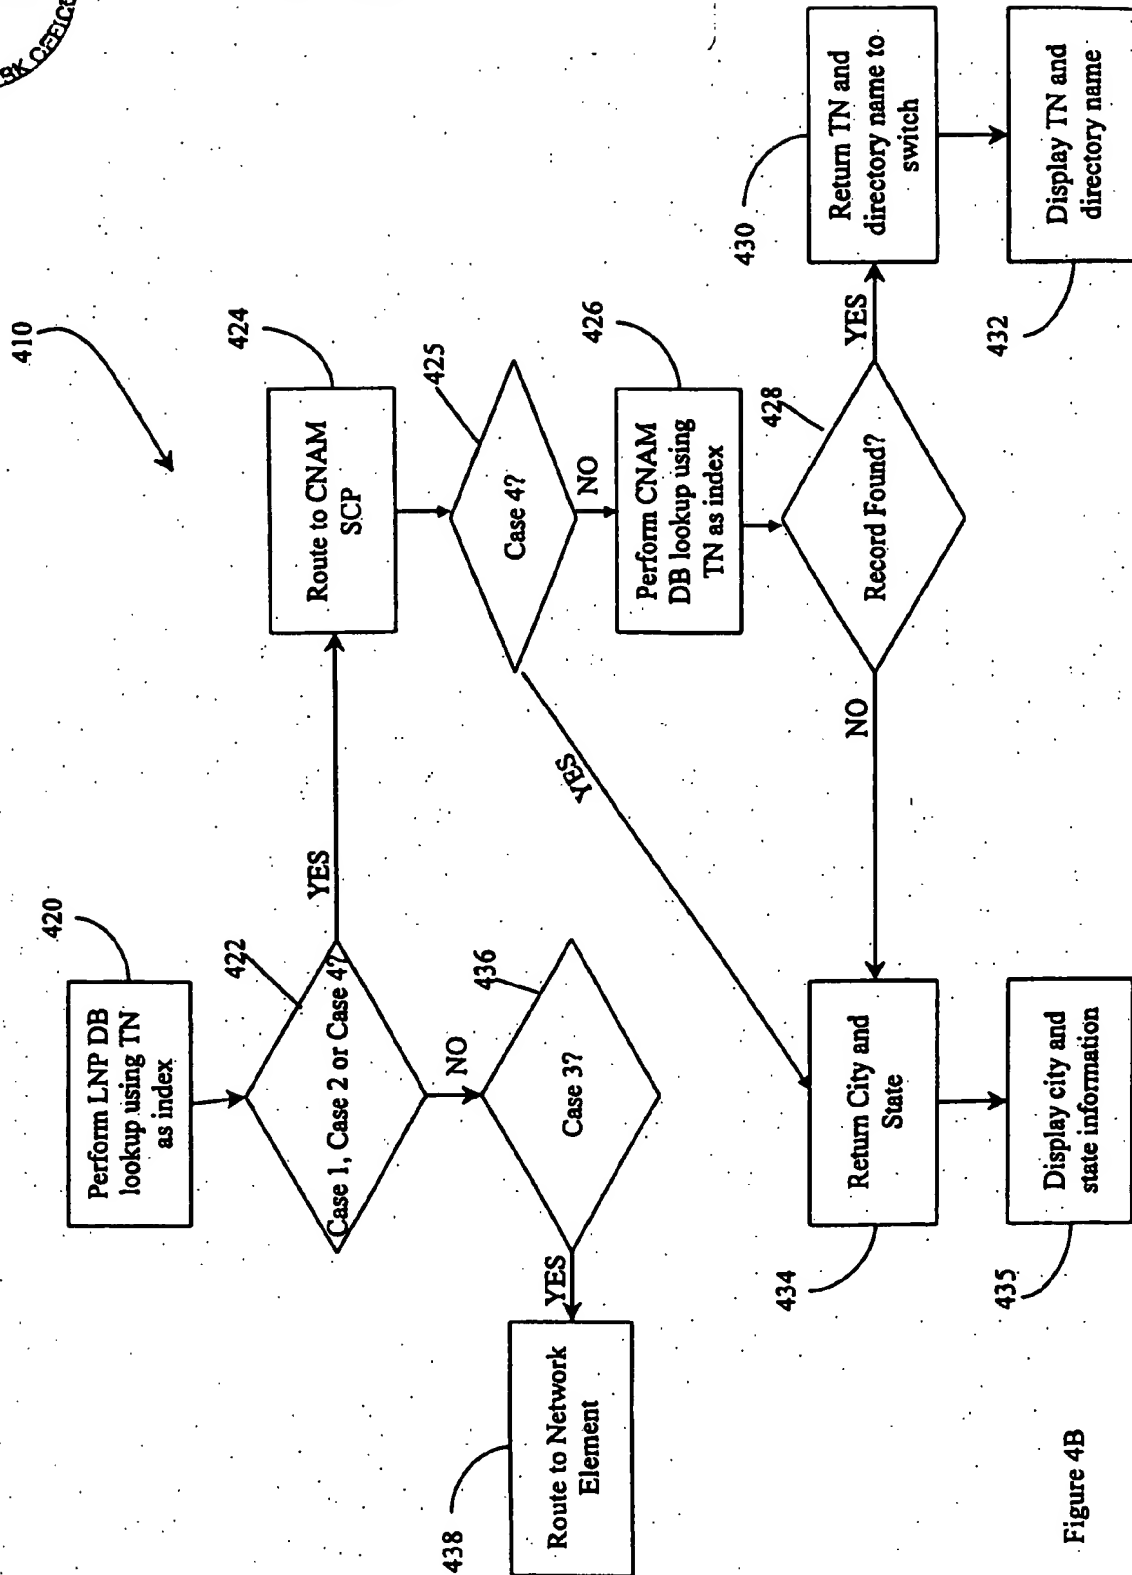 410
420
Perform LNP DB
lookup using TN
as index
422
Case 1, Case 2 or Case 4?
YES
424
Route to CNAM
SCP
425
Case 4?
YES
NO
426
Perform CNAM
DB lookup using
TN as index
428
Record Found?
YES
NO
430
Return TN and
directory name to
switch
432
Display TN and
directory name
NO
436
Case 3?
YES
438
Route to Network
Element
434
Return City and
State
435
Display city and
state information
Figure 4B